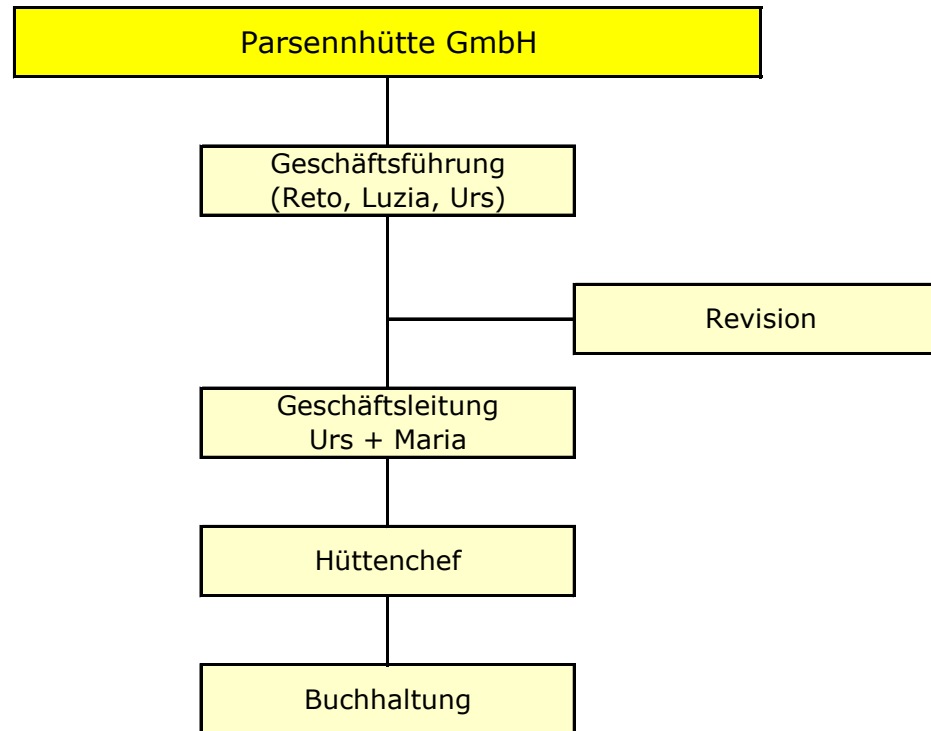 Parsennhütte GmbH
Geschäftsführung
(Reto, Luzia, Urs)
Revision
Geschäftsleitung
Urs + Maria
Hüttenchef
Buchhaltung